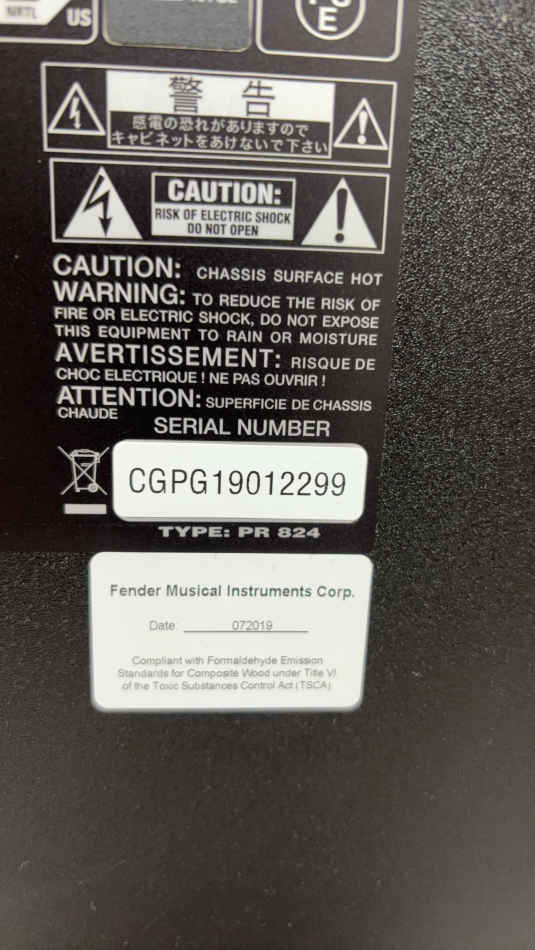 NRTL
US
E
警告
感電の恐れがありますので
キャビネットをあけないで下さい
CAUTION:
RISK OF ELECTRIC SHOCK
DO NOT OPEN
CAUTION: CHASSIS SURFACE HOT
WARNING: TO REDUCE THE RISK OF
FIRE OR ELECTRIC SHOCK, DO NOT EXPOSE
THIS EQUIPMENT TO RAIN OR MOISTURE
AVERTISSEMENT: RISQUE DE
CHOC ELECTRIQUE ! NE PAS OUVRIR !
ATTENTION: SUPERFICIE DE CHASSIS
CHAUDE
SERIAL NUMBER
CGPG19012299
TYPE: PR 824
Fender Musical Instruments Corp.
Date: 072019
Compliant with Formaldehyde Emission
Standards for Composite Wood under Title VI
of the Toxic Substances Control Act (TSCA)